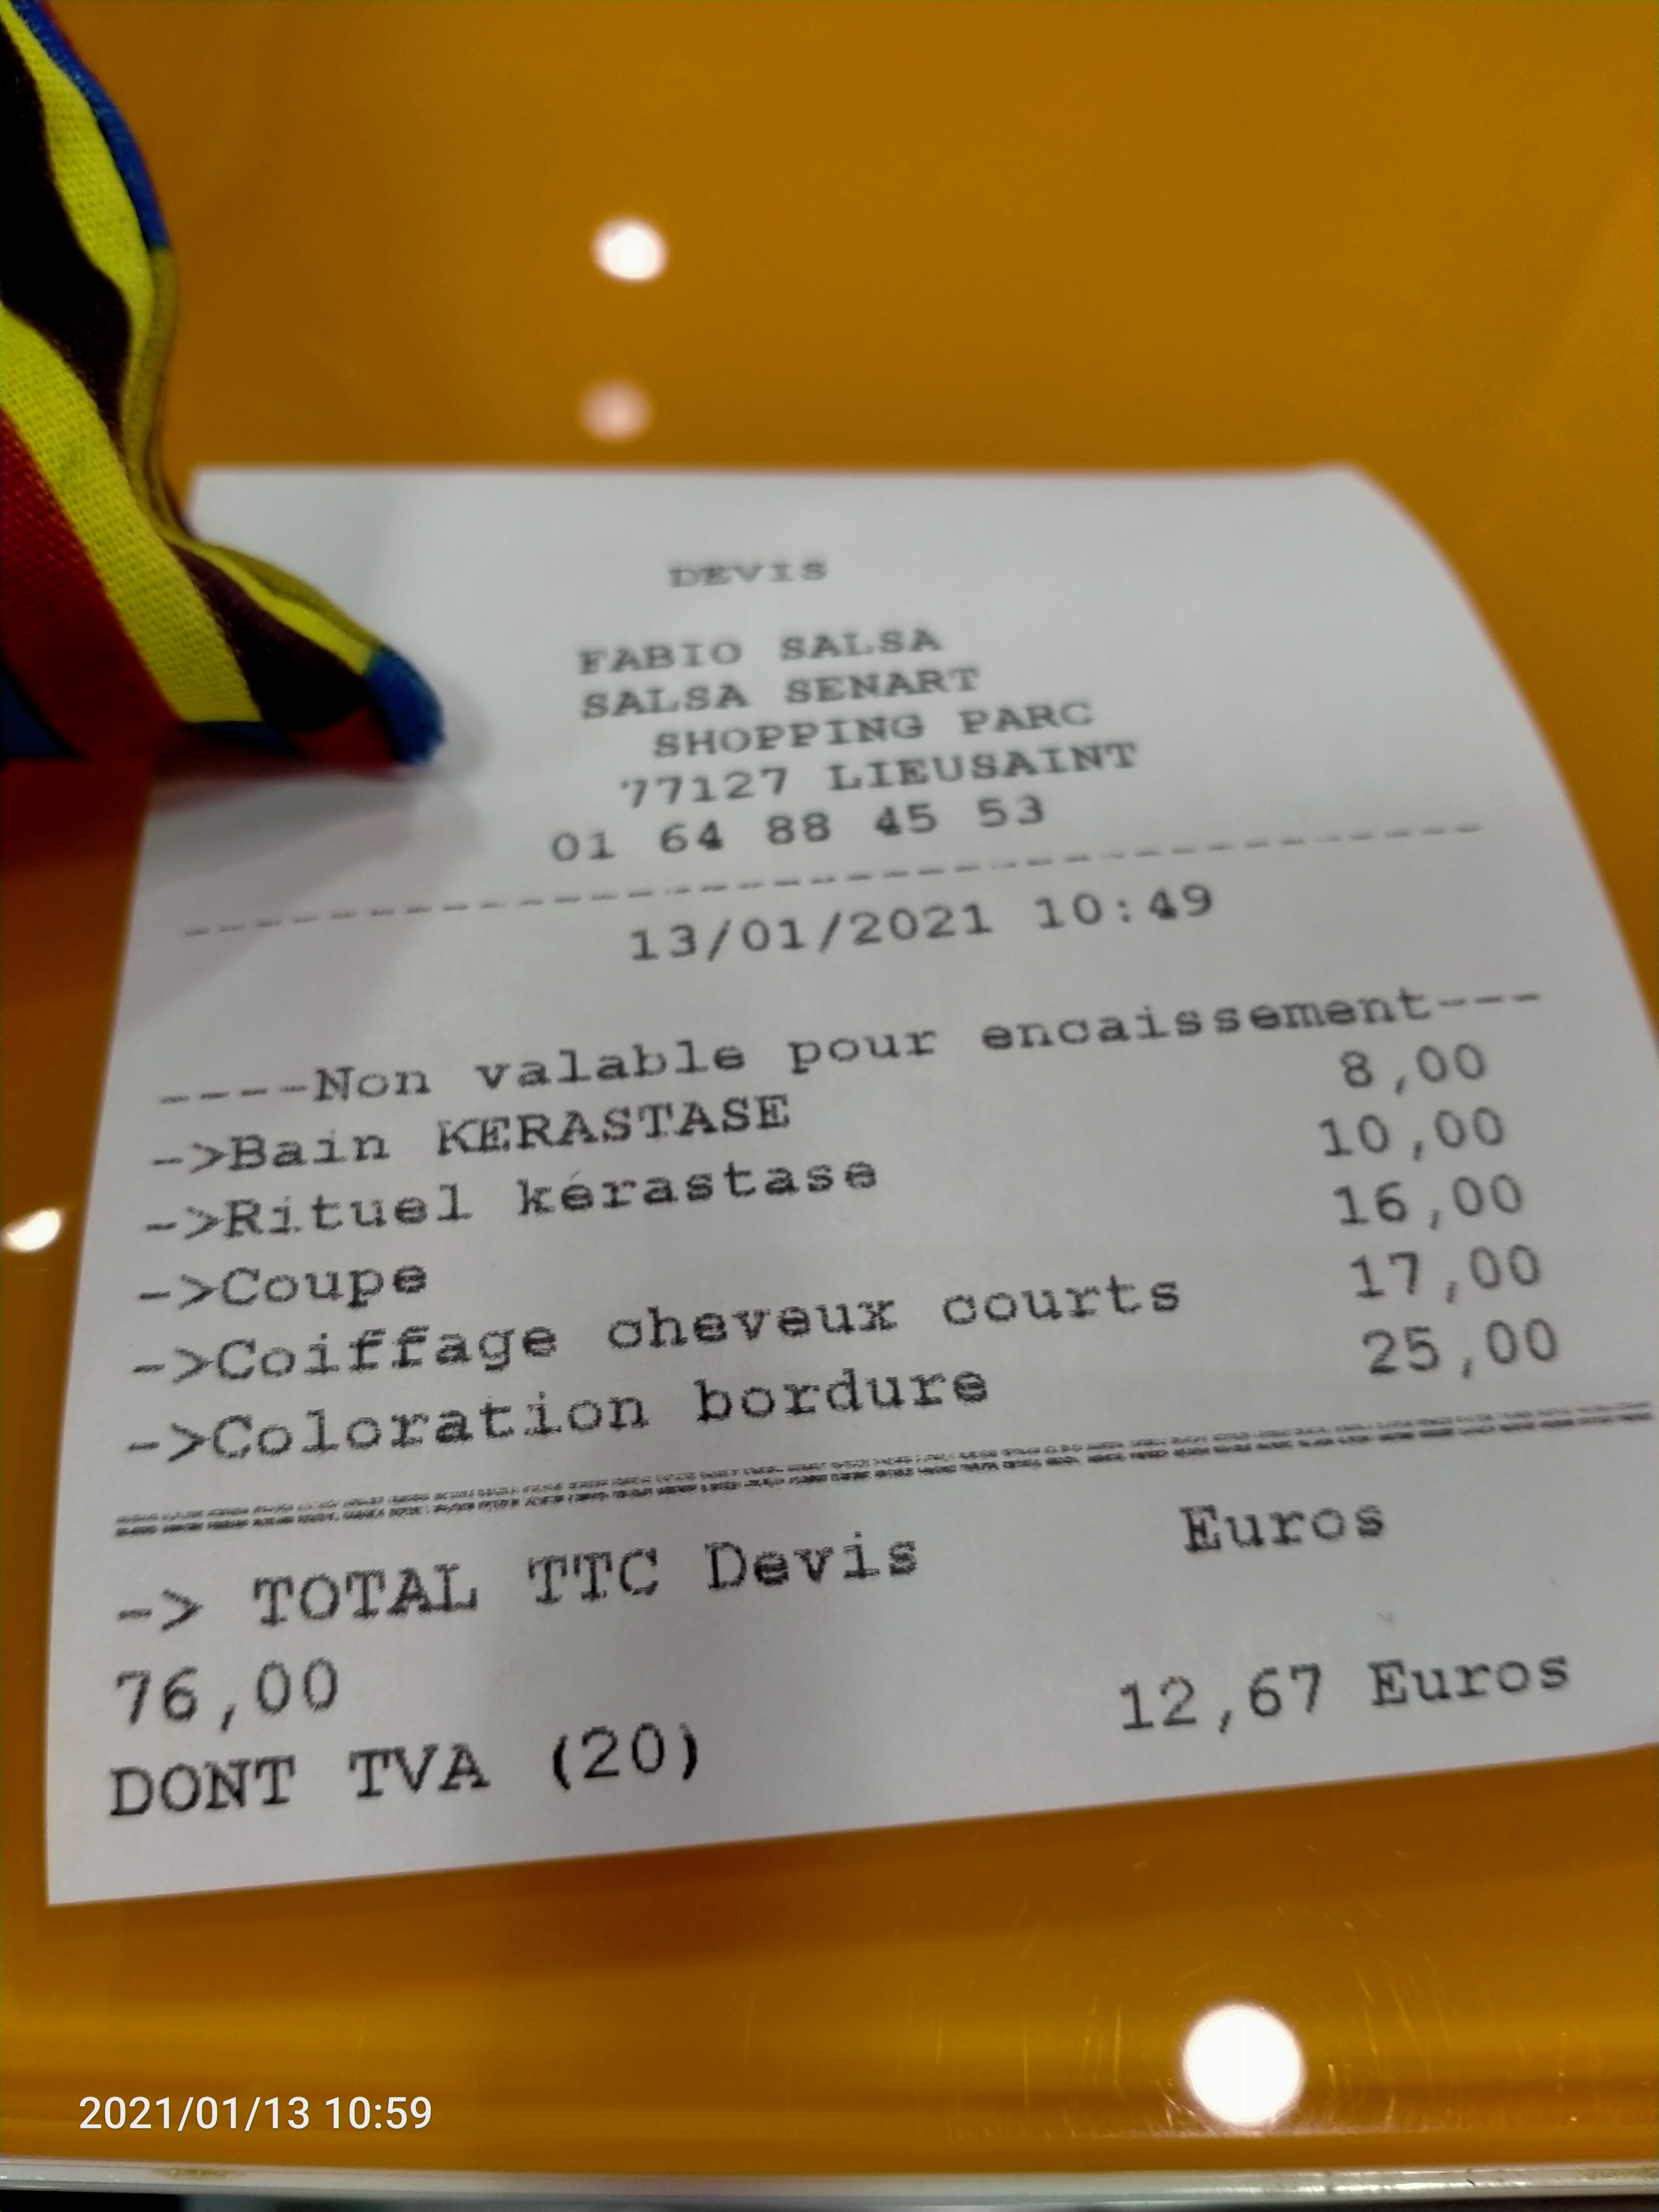 DEVIS
FABIO SALSA
SALSA SENART
SHOPPING PARC
77127 LIEUSAINT
01 64 88 45 53
--------------------------------
13/01/2021 10:49
----Non valable pour encaissement---
->Bain KERASTASE 8,00
->Rituel kérastase 10,00
->Coupe 16,00
->Coiffage cheveux courts 17,00
->Coloration bordure 25,00
================================
-> TOTAL TTC Devis Euros
76,00
DONT TVA (20) 12,67 Euros
2021/01/13 10:59